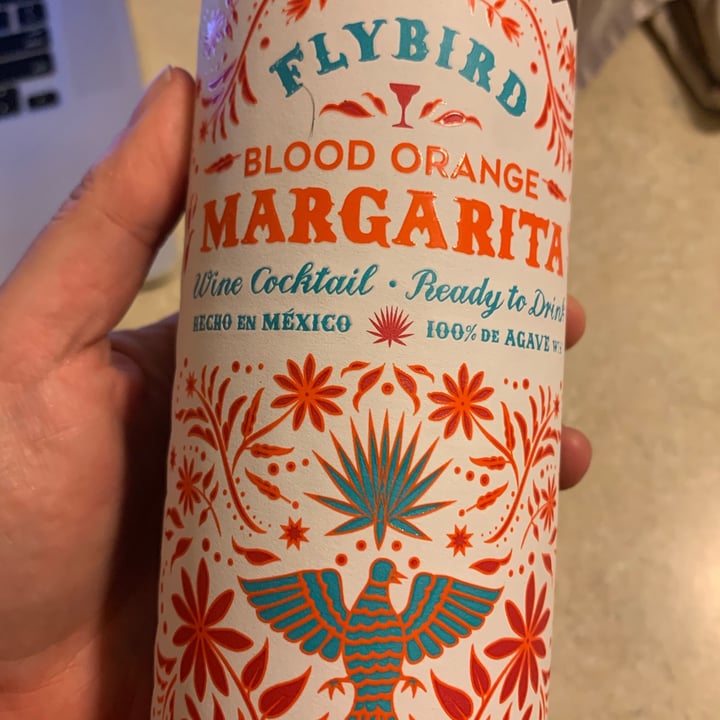 FLYBIRD
BLOOD ORANGE
MARGARITA
Wine Cocktail · Ready to Drink
HECHO EN MÉXICO 100% DE AGAVE